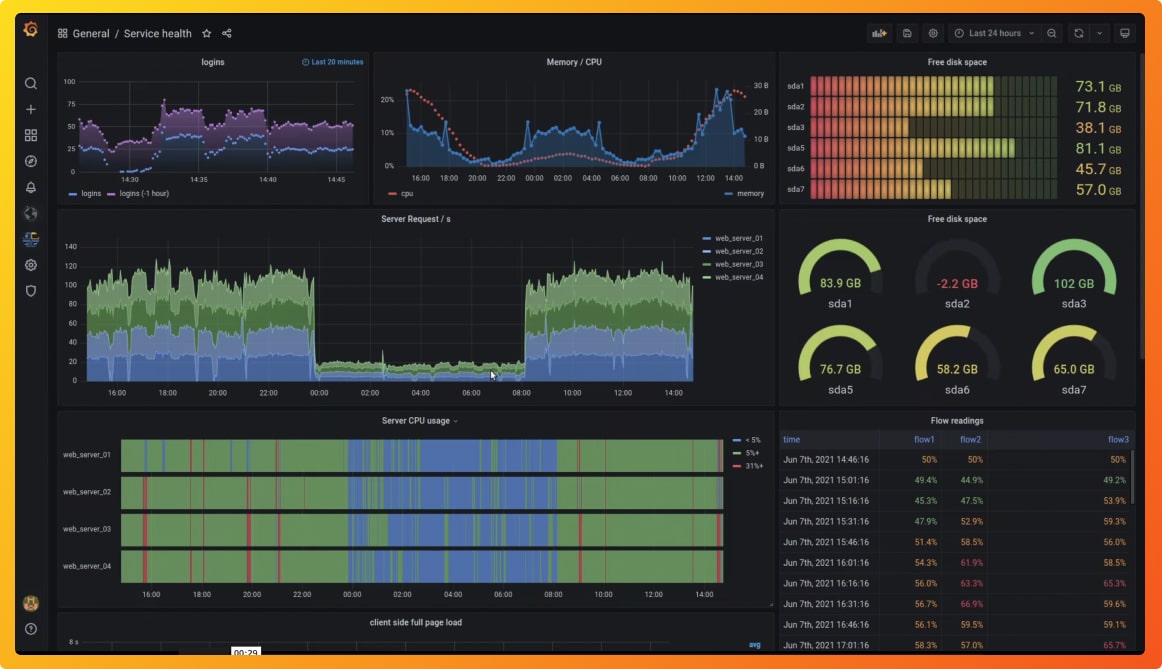 General / Service health
Last 24 hours
logins
Last 20 minutes
100
75
50
25
0
14:30 14:35 14:40 14:45
logins logins (-1 hour)
Memory / CPU
20%
10%
0%
30 B
20 B
10 B
0 B
16:00 18:00 20:00 22:00 00:00 02:00 04:00 06:00 08:00 10:00 12:00 14:00
cpu memory
Free disk space
sda1 73.1 GB
sda2 71.8 GB
sda3 38.1 GB
sda5 81.1 GB
sda6 45.7 GB
sda7 57.0 GB
Server Request / s
140
120
100
80
60
40
20
0
16:00 18:00 20:00 22:00 00:00 02:00 04:00 06:00 08:00 10:00 12:00 14:00
web_server_01
web_server_02
web_server_03
web_server_04
Free disk space
83.9 GB -2.2 GB 102 GB
sda1 sda2 sda3
76.7 GB 58.2 GB 65.0 GB
sda5 sda6 sda7
Server CPU usage
web_server_01
web_server_02
web_server_03
web_server_04
16:00 18:00 20:00 22:00 00:00 02:00 04:00 06:00 08:00 10:00 12:00 14:00
< 5%
5%+
31%+
Flow readings
time flow1 flow2 flow3
Jun 7th, 2021 14:46:16 50% 50% 50%
Jun 7th, 2021 15:01:16 49.4% 44.9% 49.2%
Jun 7th, 2021 15:16:16 45.3% 47.5% 53.9%
Jun 7th, 2021 15:31:16 47.9% 52.9% 59.3%
Jun 7th, 2021 15:46:16 51.4% 58.5% 56.0%
Jun 7th, 2021 16:01:16 54.3% 61.9% 58.5%
Jun 7th, 2021 16:16:16 56.0% 63.3% 65.3%
Jun 7th, 2021 16:31:16 56.7% 66.9% 59.6%
Jun 7th, 2021 16:46:16 56.1% 59.5% 59.1%
Jun 7th, 2021 17:01:16 58.3% 57.0% 65.7%
client side full page load
8 s
avg
00:29